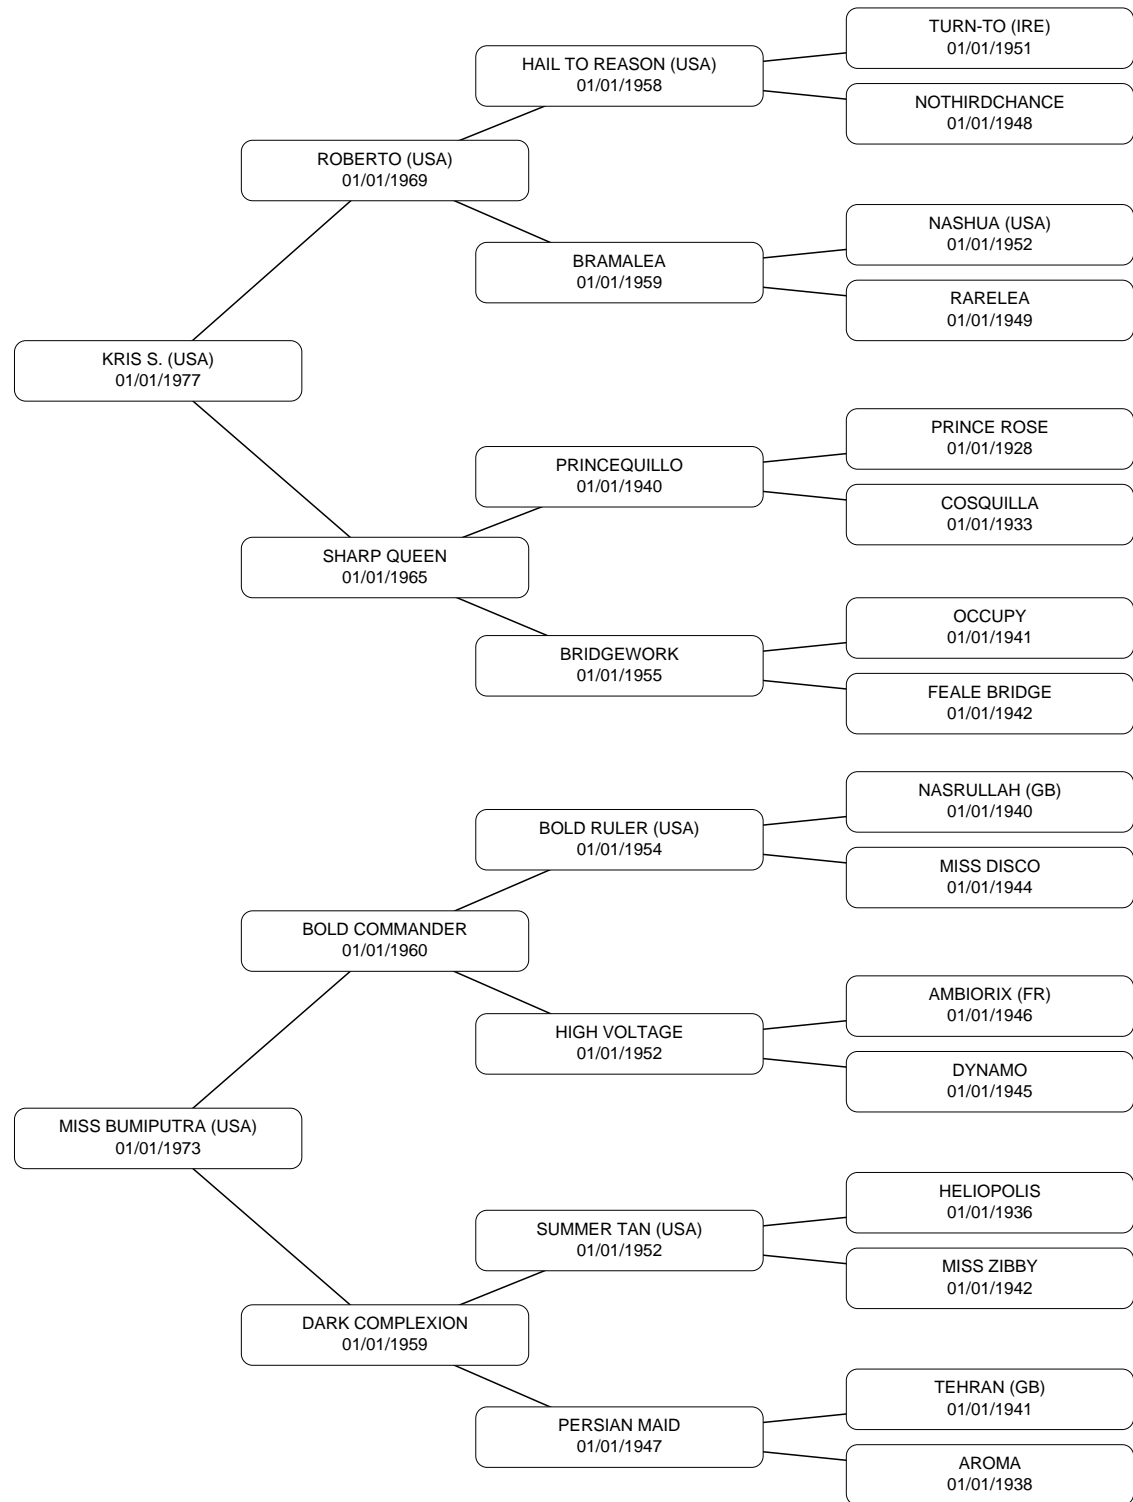 TURN-TO (IRE)
01/01/1951
HAIL TO REASON (USA)
01/01/1958
NOTHIRDCHANCE
01/01/1948
ROBERTO (USA)
01/01/1969
NASHUA (USA)
01/01/1952
BRAMALEA
01/01/1959
RARELEA
01/01/1949
KRIS S. (USA)
01/01/1977
PRINCE ROSE
01/01/1928
PRINCEQUILLO
01/01/1940
COSQUILLA
01/01/1933
SHARP QUEEN
01/01/1965
OCCUPY
01/01/1941
BRIDGEWORK
01/01/1955
FEALE BRIDGE
01/01/1942
NASRULLAH (GB)
01/01/1940
BOLD RULER (USA)
01/01/1954
MISS DISCO
01/01/1944
BOLD COMMANDER
01/01/1960
AMBIORIX (FR)
01/01/1946
HIGH VOLTAGE
01/01/1952
DYNAMO
01/01/1945
MISS BUMIPUTRA (USA)
01/01/1973
HELIOPOLIS
01/01/1936
SUMMER TAN (USA)
01/01/1952
MISS ZIBBY
01/01/1942
DARK COMPLEXION
01/01/1959
TEHRAN (GB)
01/01/1941
PERSIAN MAID
01/01/1947
AROMA
01/01/1938